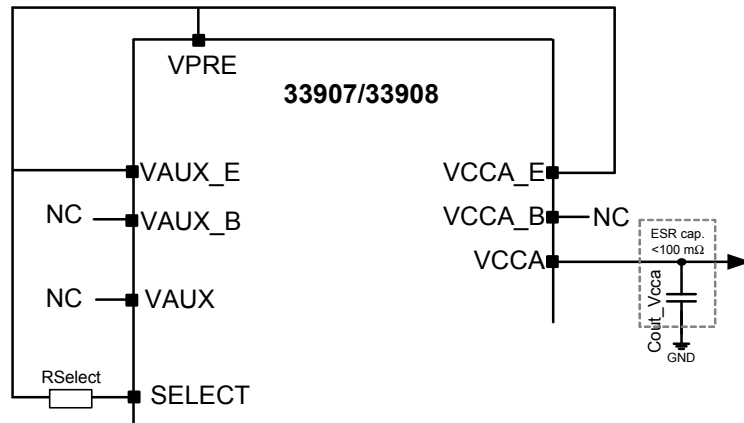 VPRE
33907/33908
VAUX_E
VCCA_E
NC
VAUX_B
VCCA_B
NC
ESR cap.
<100 mΩ
VCCA
NC
VAUX
Cout_Vcca
GND
RSelect
SELECT